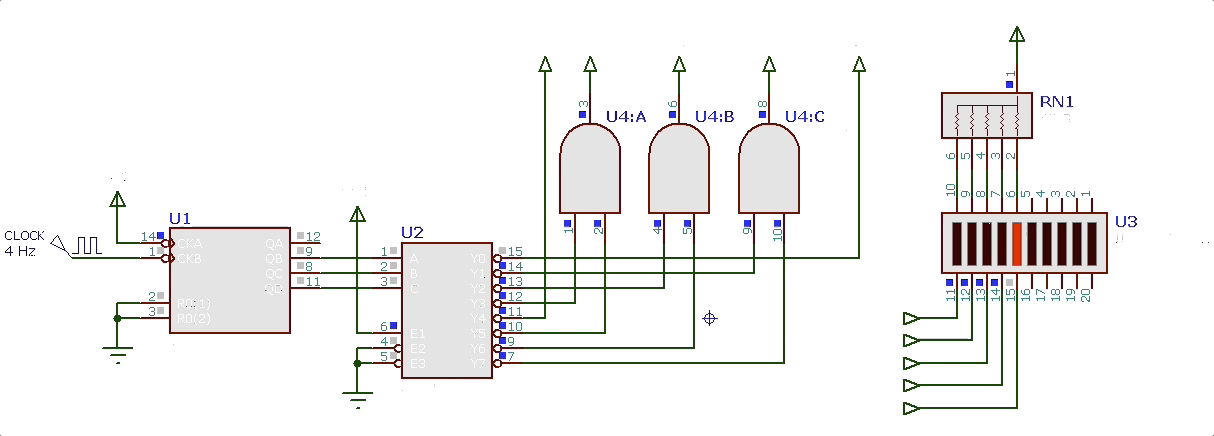 CLOCK
4 Hz
U1
14
1
2
3
CKA
CKB
R0(1)
R0(2)
QA
QB
QC
QD
12
9
8
11
U2
1
2
3
6
4
5
A
B
C
E1
E2
E3
Y0
Y1
Y2
Y3
Y4
Y5
Y6
Y7
15
14
13
12
11
10
9
7
3
U4:A
1
2
6
U4:B
4
5
8
U4:C
9
10
1
RN1
6
5
4
3
2
10
9
8
7
6
5
4
3
2
1
U3
11
12
13
14
15
16
17
18
19
20